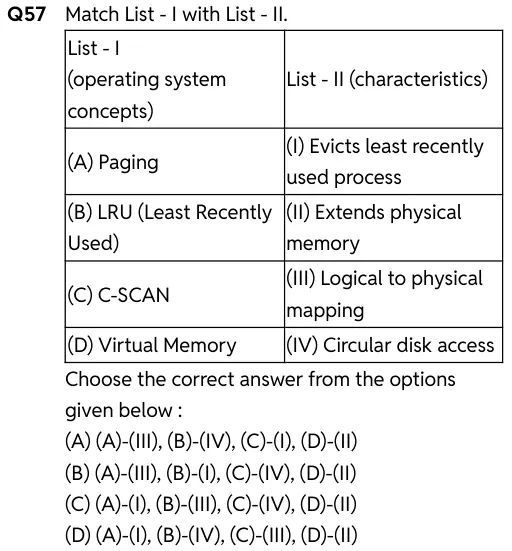 Q57 Match List - I with List - II.
List - I
(operating system
concepts)
List - II (characteristics)
(A) Paging
(I) Evicts least recently
used process
(B) LRU (Least Recently
Used)
(II) Extends physical
memory
(C) C-SCAN
(III) Logical to physical
mapping
(D) Virtual Memory
(IV) Circular disk access
Choose the correct answer from the options
given below :
(A) (A)-(III), (B)-(IV), (C)-(I), (D)-(II)
(B) (A)-(III), (B)-(I), (C)-(IV), (D)-(II)
(C) (A)-(I), (B)-(III), (C)-(IV), (D)-(II)
(D) (A)-(I), (B)-(IV), (C)-(III), (D)-(II)